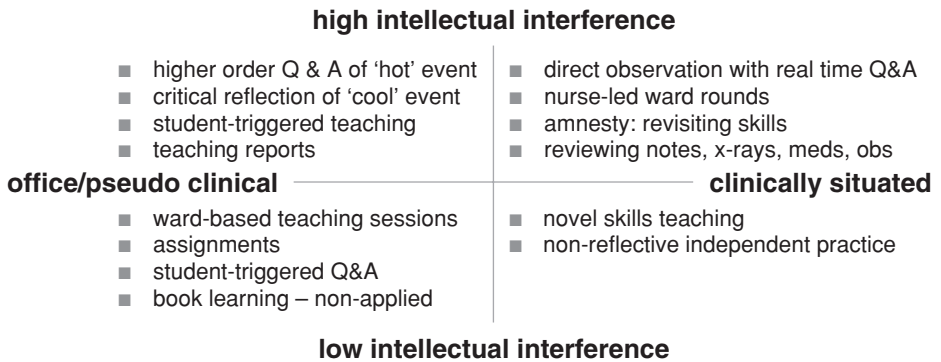 high intellectual interference
■ higher order Q & A of ‘hot’ event
■ critical reflection of ‘cool’ event
■ student-triggered teaching
■ teaching reports
■ direct observation with real time Q&A
■ nurse-led ward rounds
■ amnesty: revisiting skills
■ reviewing notes, x-rays, meds, obs
office/pseudo clinical
clinically situated
■ ward-based teaching sessions
■ assignments
■ student-triggered Q&A
■ book learning – non-applied
■ novel skills teaching
■ non-reflective independent practice
low intellectual interference